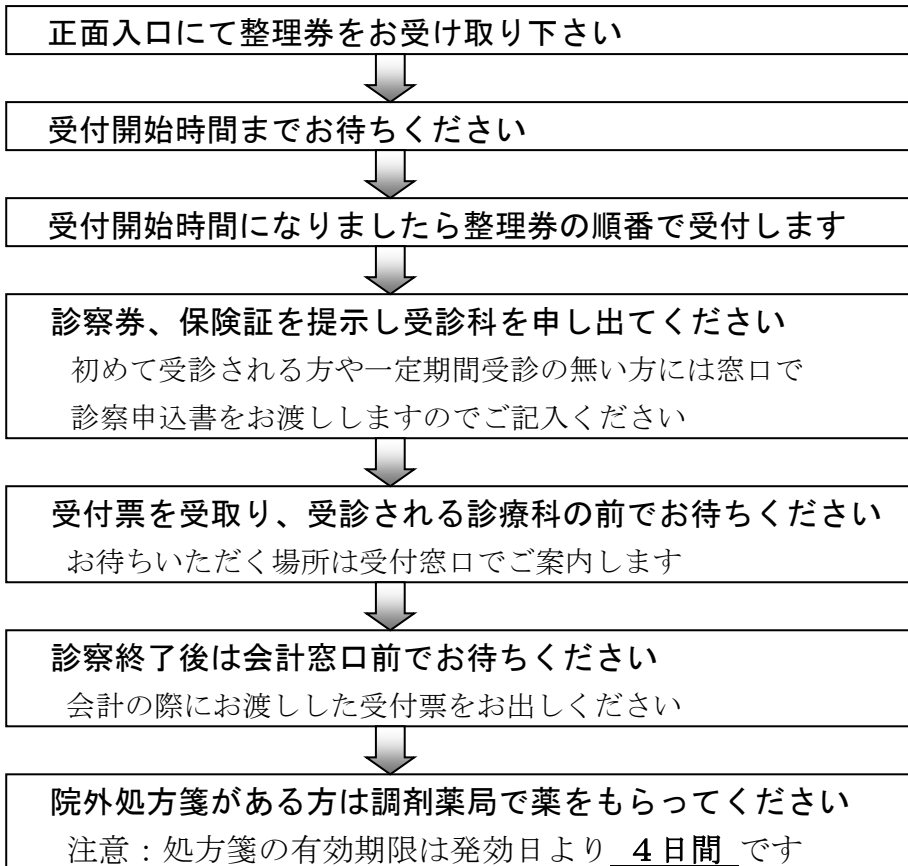 正面入口にて整理券をお受け取り下さい
受付開始時間までお待ちください
受付開始時間になりましたら整理券の順番で受付します
診察券、保険証を提示し受診科を申し出てください
初めて受診される方や一定期間受診の無い方には窓口で
診察申込書をお渡ししますのでご記入ください
受付票を受取り、受診される診療科の前でお待ちください
お待ちいただく場所は受付窓口でご案内します
診察終了後は会計窓口前でお待ちください
会計の際にお渡しした受付票をお出しください
院外処方箋がある方は調剤薬局で薬をもらってください
注意：処方箋の有効期限は発効日より ４日間 です